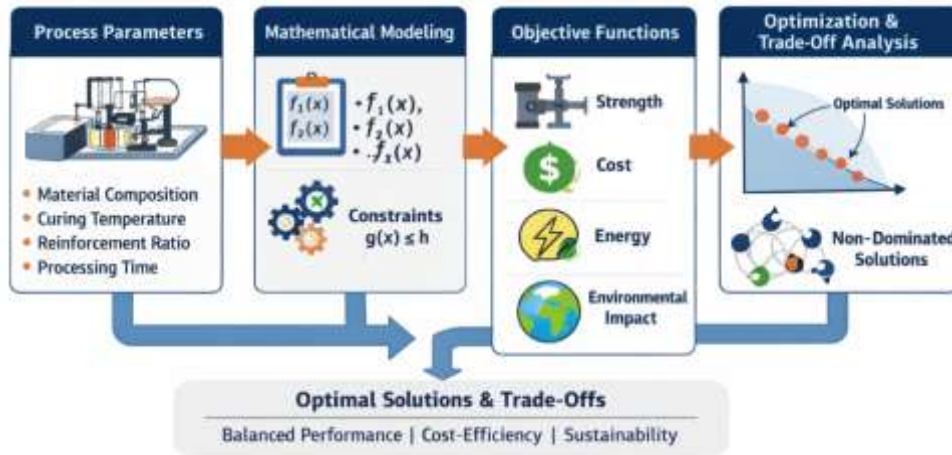 Process Parameters
Material Composition
Curing Temperature
Reinforcement Ratio
Processing Time
Mathematical Modeling
f₁(x)
f₂(x)
• f₁(x),
• f₂(x)
• .f₃(x)
Constraints
g(x) ≤ h
Objective Functions
Strength
$
Cost
Energy
Environmental
Impact
Optimization &
Trade-Off Analysis
Optimal Solutions
Non-Dominated
Solutions
Optimal Solutions & Trade-Offs
Balanced Performance | Cost-Efficiency | Sustainability